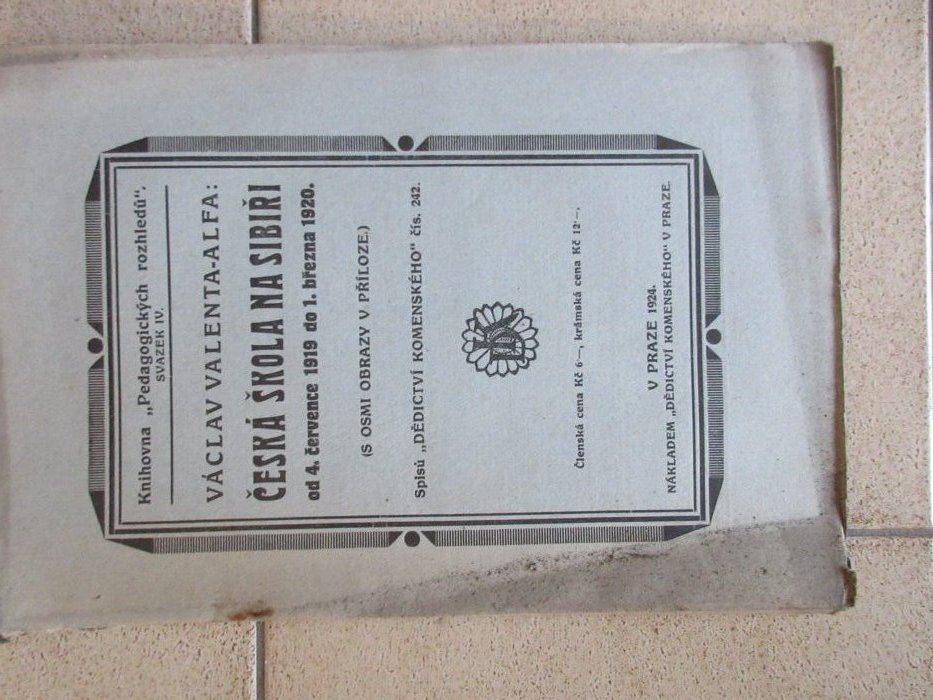 Knihovna „Pedagogických rozhledů“.
SVAZEK IV.
VÁCLAV VALENTA-ALFA:
ČESKÁ ŠKOLA NA SIBIŘI
od 4. července 1919 do 1. března 1920.
(S OSMI OBRAZY V PŘÍLOZE.)
Spisů „DĚDICTVÍ KOMENSKÉHO“ čís. 242.
Členská cena Kč 6·—, krámská cena Kč 12·—.
V PRAZE 1924.
NÁKLADEM „DĚDICTVÍ KOMENSKÉHO“ V PRAZE.